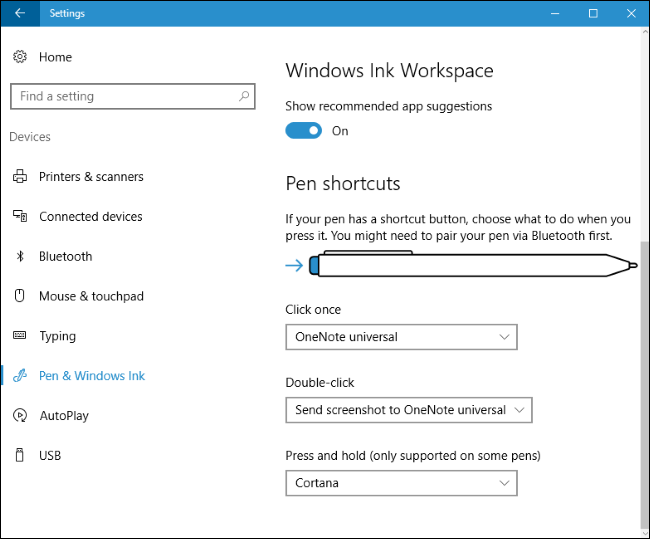 Settings
Home
Find a setting
Devices
Printers & scanners
Connected devices
Bluetooth
Mouse & touchpad
Typing
Pen & Windows Ink
AutoPlay
USB
Windows Ink Workspace
Show recommended app suggestions
On
Pen shortcuts
If your pen has a shortcut button, choose what to do when you
press it. You might need to pair your pen via Bluetooth first.
Click once
OneNote universal
Double-click
Send screenshot to OneNote universal
Press and hold (only supported on some pens)
Cortana